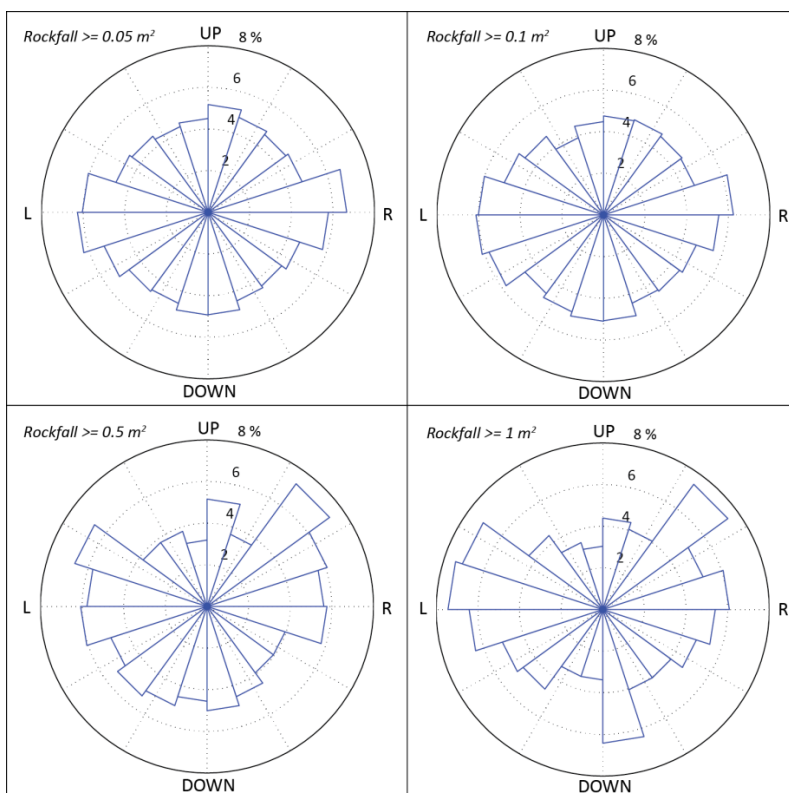 Rockfall >= 0.05 m²
UP 8 %
6
4
2
L
R
DOWN
Rockfall >= 0.1 m²
UP 8 %
6
4
2
L
R
DOWN
Rockfall >= 0.5 m²
UP 8 %
6
4
2
L
R
DOWN
Rockfall >= 1 m²
UP 8 %
6
4
2
L
R
DOWN